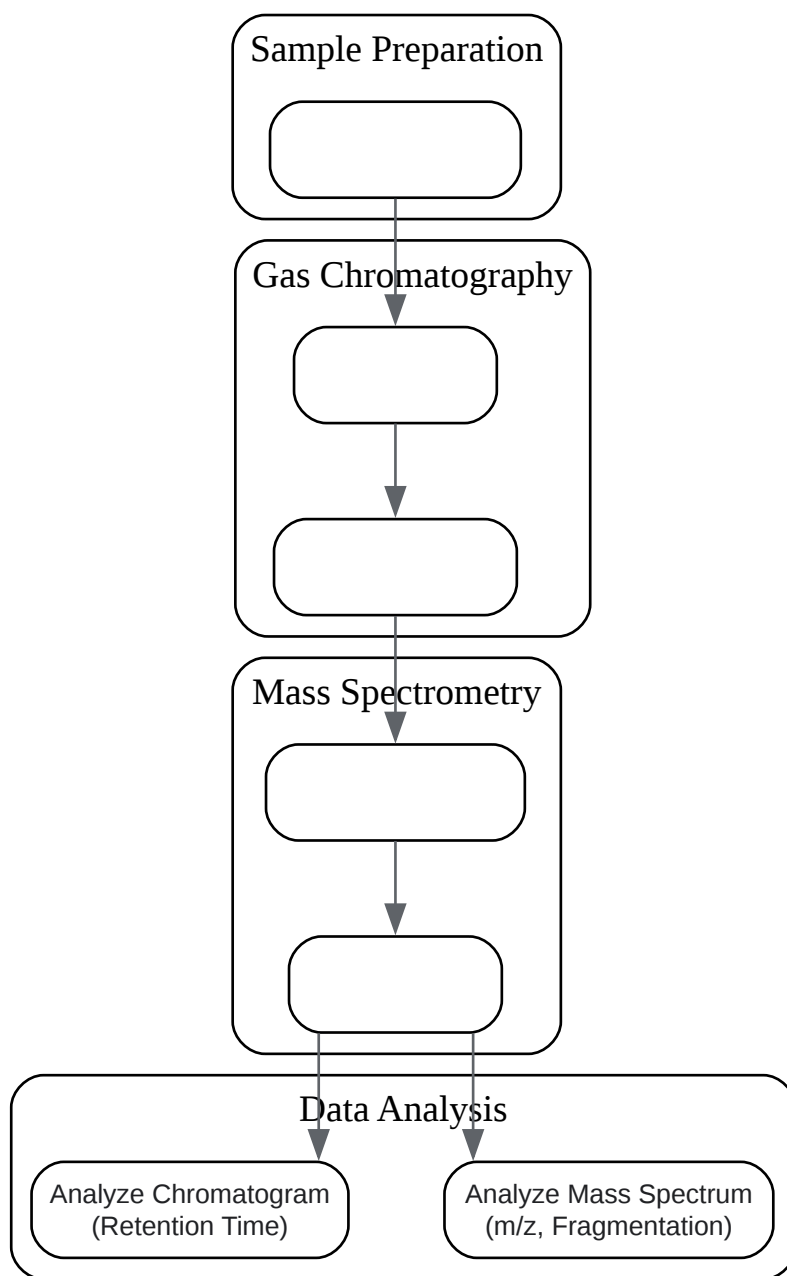 Sample Preparation
Gas Chromatography
Mass Spectrometry
Data Analysis
Analyze Chromatogram
(Retention Time)
Analyze Mass Spectrum
(m/z, Fragmentation)